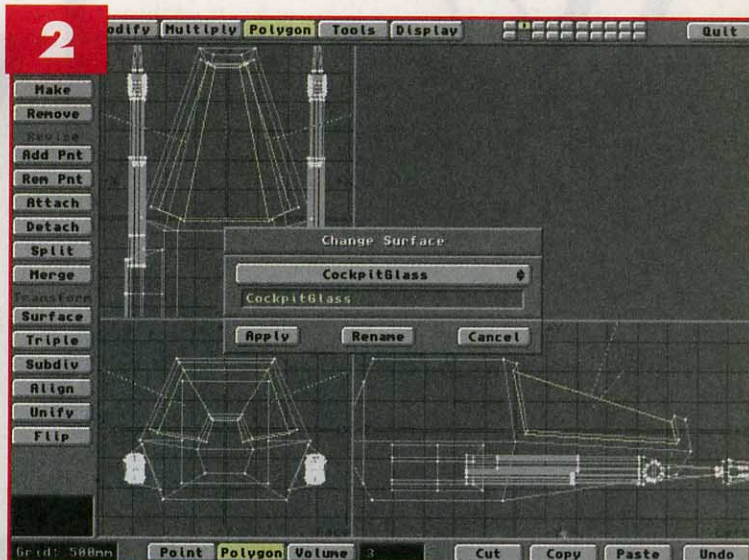 2
odify Multiply Polygon Tools Display Quit
Make
Remove
Revise
Add Pnt
Rem Pnt
Attach
Detach
Split
Merge
Transform
Surface
Triple
Subdiv
Align
Unify
Flip
Change Surface
CockpitGlass
CockpitGlass
Apply Rename Cancel
Grid: 500mm Point Polygon Volume 3 Cut Copy Paste Undo